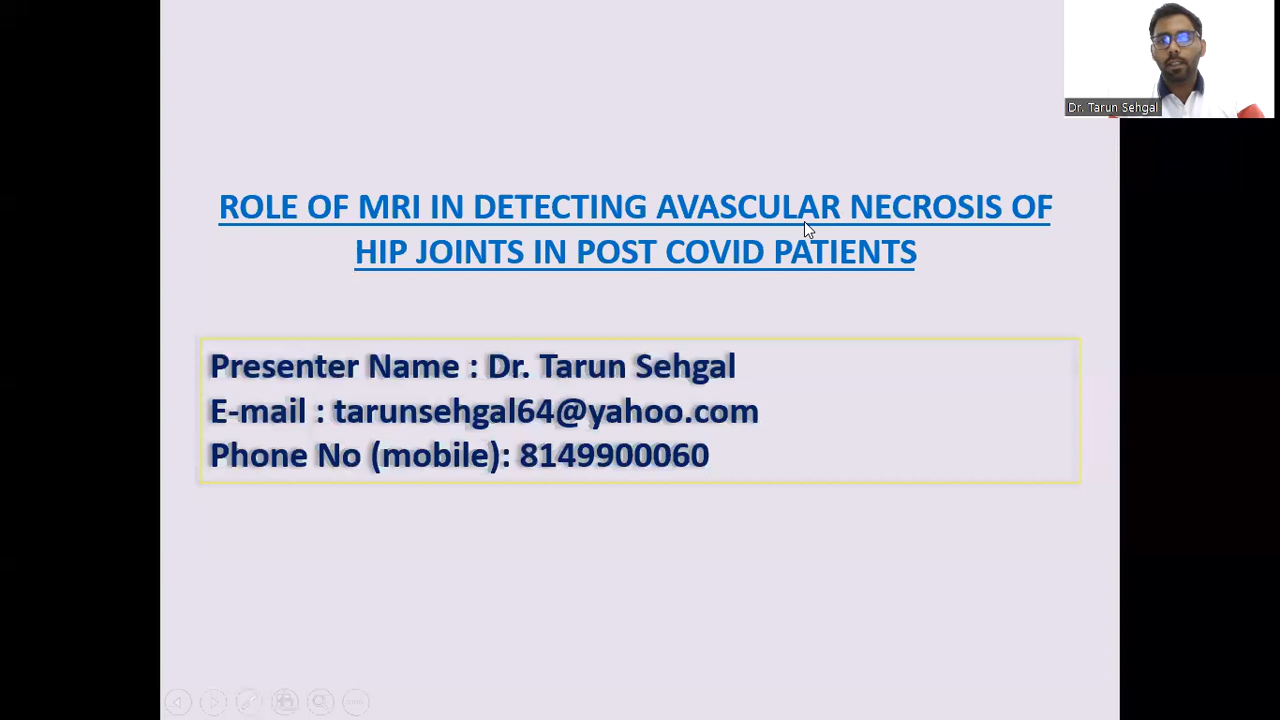 Dr. Tarun Sehgal
ROLE OF MRI IN DETECTING AVASCULAR NECROSIS OF
HIP JOINTS IN POST COVID PATIENTS
Presenter Name : Dr. Tarun Sehgal
E-mail : tarunsehgal64@yahoo.com
Phone No (mobile): 8149900060